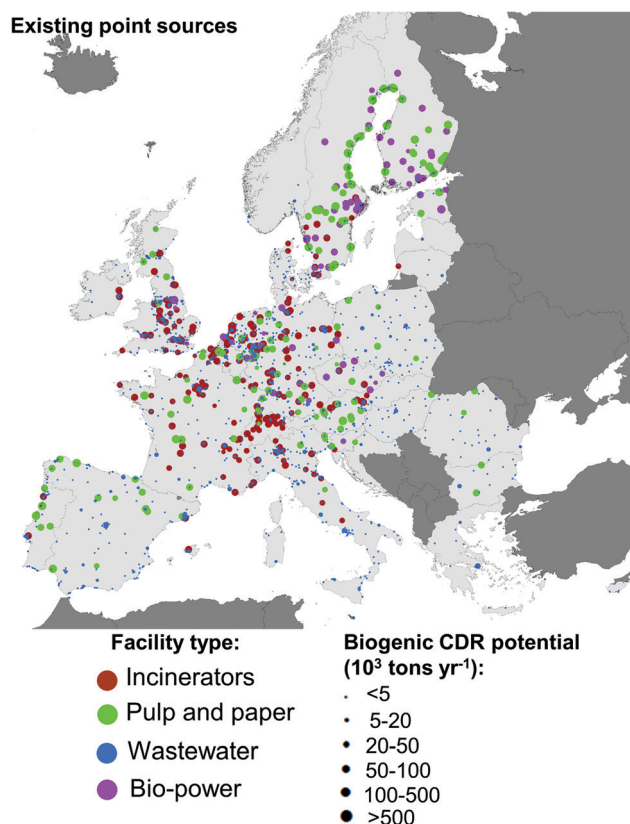 Existing point sources
Facility type:
Incinerators
Pulp and paper
Wastewater
Bio-power
Biogenic CDR potential
(10³ tons yr⁻¹):
<5
5-20
20-50
50-100
100-500
>500